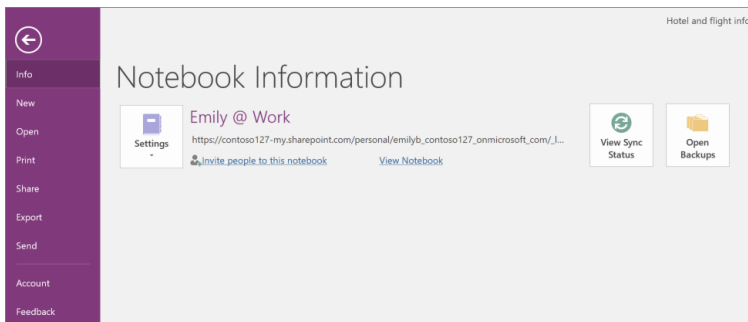 Hotel and flight info
Info
New
Open
Print
Share
Export
Send
Account
Feedback
Notebook Information
Settings
Emily @ Work
https://contoso127-my.sharepoint.com/personal/emilyb_contoso127_onmicrosoft_com/_l...
Invite people to this notebook
View Notebook
View Sync
Status
Open
Backups